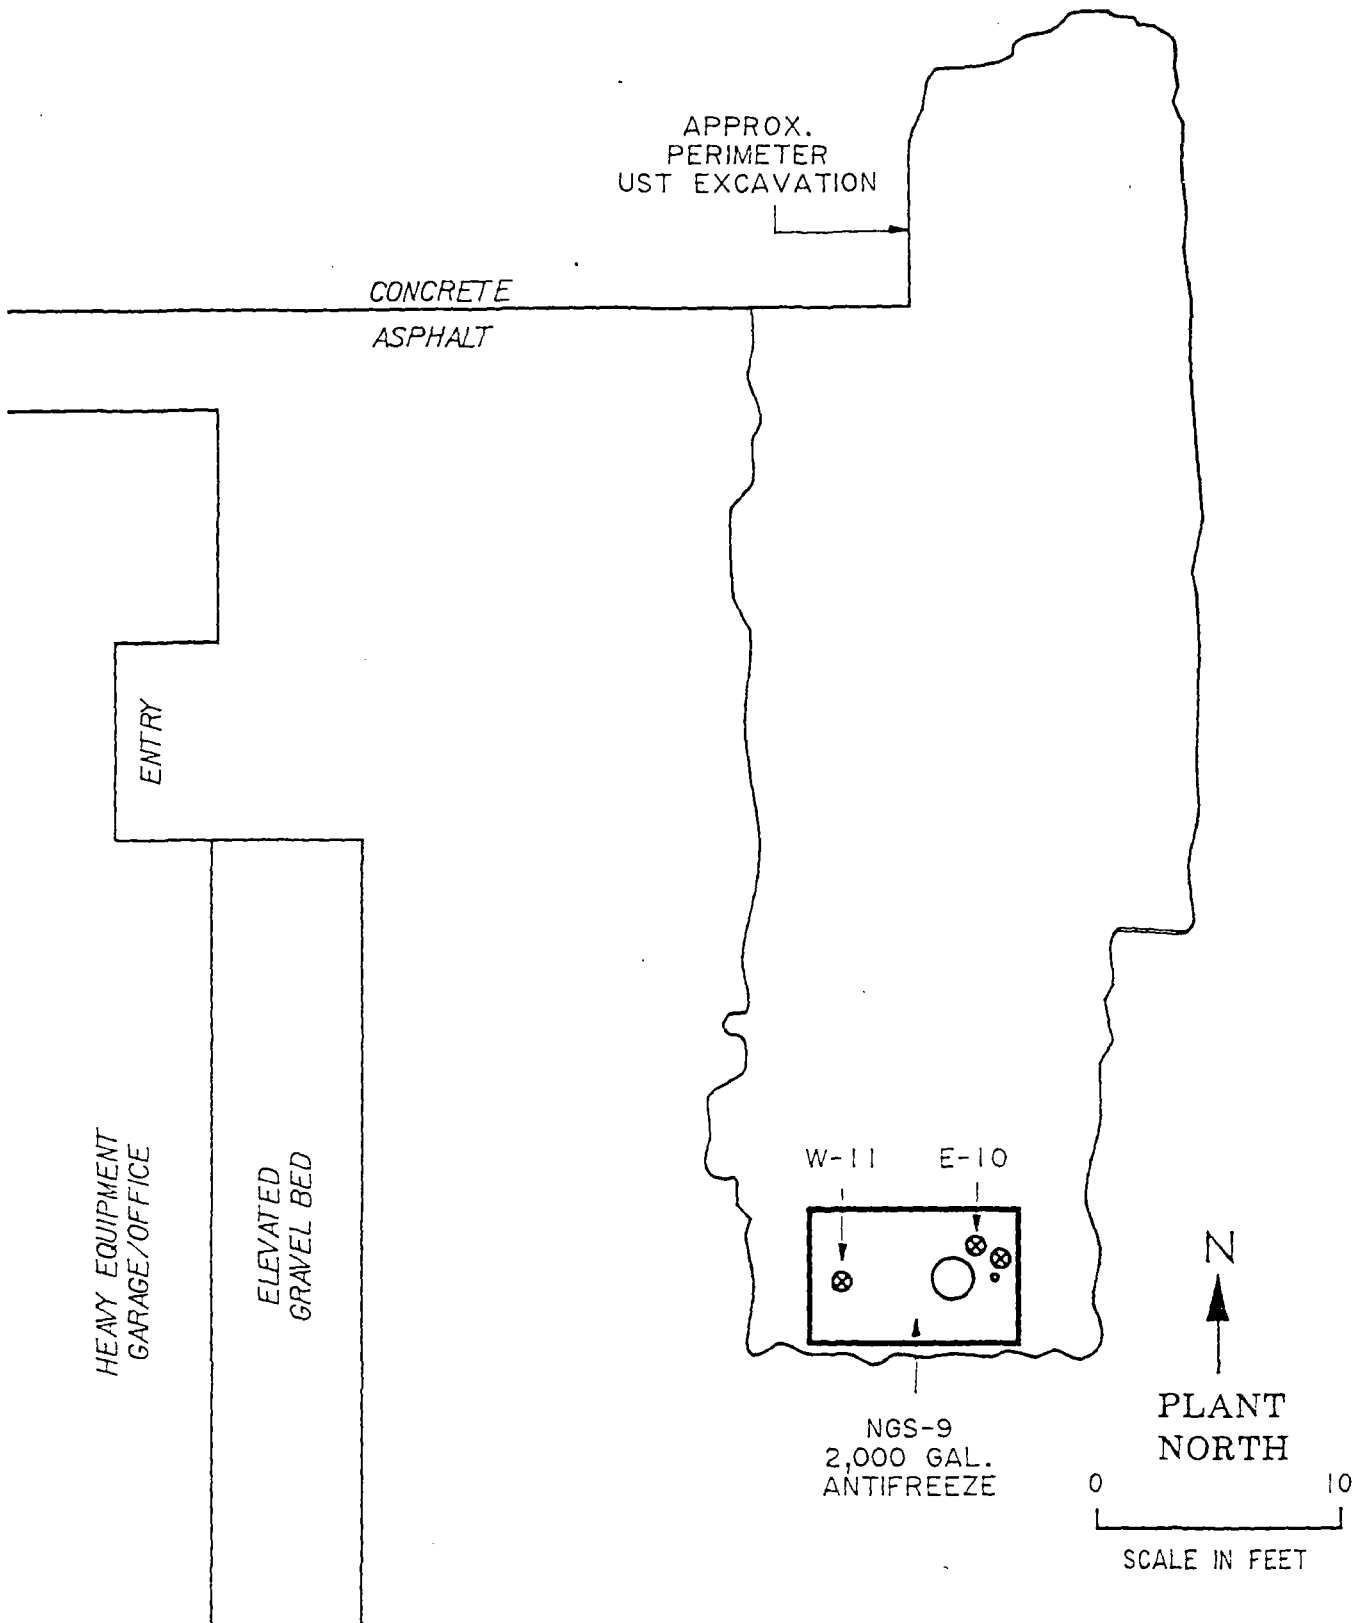 APPROX.
PERIMETER
UST EXCAVATION
CONCRETE
ASPHALT
ENTRY
HEAVY EQUIPMENT
GARAGE/OFFICE
ELEVATED
GRAVEL BED
W-11
E-10
NGS-9
2,000 GAL.
ANTIFREEZE
N
PLANT
NORTH
0
10
SCALE IN FEET